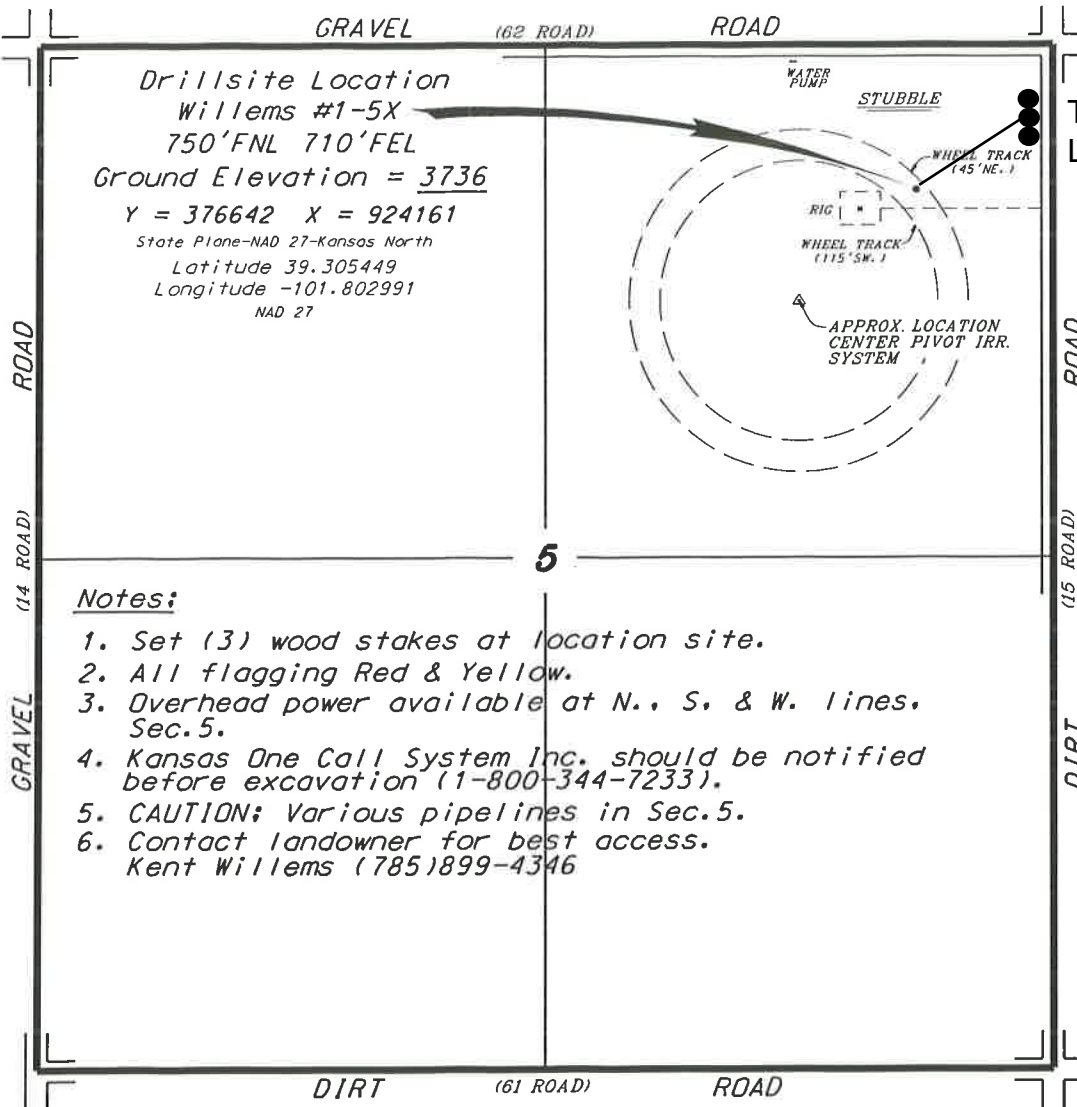 GRAVEL (62 ROAD) ROAD
Drillsite Location
Willems #1-5X
750'FNL 710'FEL
Ground Elevation = 3736
Y = 376642 X = 924161
State Plane-NAD 27-Kansas North
Latitude 39.305449
Longitude -101.802991
NAD 27
WATER
PUMP
STUBBLE
WHEEL TRACK
(45'NE.)
RIG
WHEEL TRACK
(115'SW.)
APPROX. LOCATION
CENTER PIVOT IRR.
SYSTEM
T
L
GRAVEL (14 ROAD) ROAD
DIRT (15 ROAD) ROAD
5
Notes:
1. Set (3) wood stakes at location site.
2. All flagging Red & Yellow.
3. Overhead power available at N., S. & W. lines,
Sec.5.
4. Kansas One Call System Inc. should be notified
before excavation (1-800-344-7233).
5. CAUTION: Various pipelines in Sec.5.
6. Contact landowner for best access.
Kent Willems (785)899-4346
DIRT (61 ROAD) ROAD